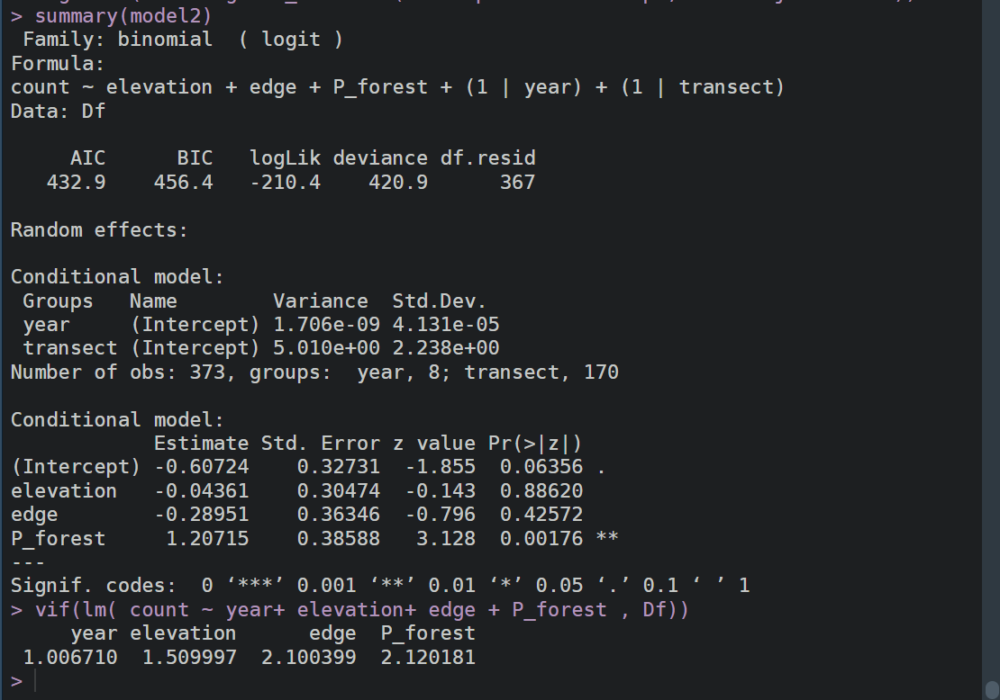 > summary(model2)
 Family: binomial  ( logit )
Formula:
count ~ elevation + edge + P_forest + (1 | year) + (1 | transect)
Data: Df

     AIC      BIC   logLik deviance df.resid
   432.9    456.4   -210.4    420.9      367

Random effects:

Conditional model:
 Groups   Name        Variance  Std.Dev.
 year     (Intercept) 1.706e-09 4.131e-05
 transect (Intercept) 5.010e+00 2.238e+00
Number of obs: 373, groups:  year, 8; transect, 170

Conditional model:
            Estimate Std. Error z value Pr(>|z|)
(Intercept) -0.60724    0.32731  -1.855  0.06356 .
elevation   -0.04361    0.30474  -0.143  0.88620
edge        -0.28951    0.36346  -0.796  0.42572
P_forest     1.20715    0.38588   3.128  0.00176 **
---
Signif. codes:  0 ‘***’ 0.001 ‘**’ 0.01 ‘*’ 0.05 ‘.’ 0.1 ‘ ’ 1
> vif(lm( count ~ year+ elevation+ edge + P_forest , Df))
     year elevation      edge  P_forest
 1.006710  1.509997  2.100399  2.120181
>